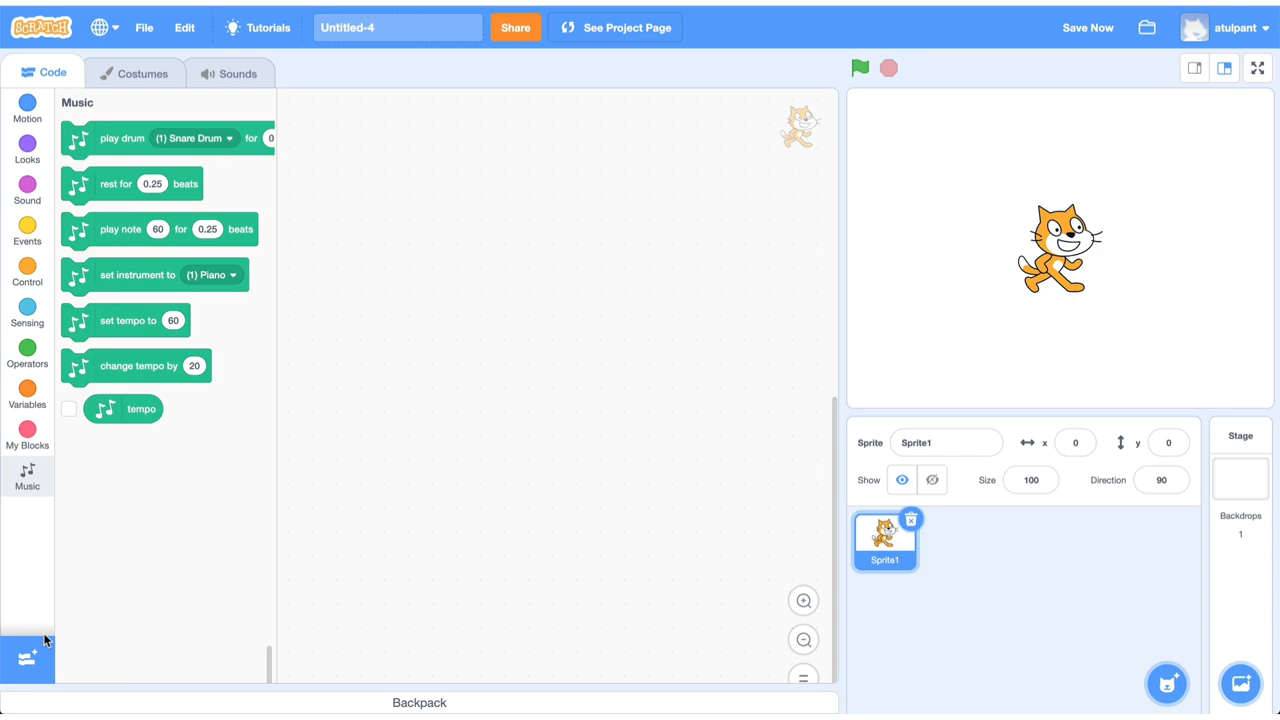 SCRATCH File Edit Tutorials Untitled-4 Share See Project Page Save Now atulpant
Code Costumes Sounds
Motion
Looks
Sound
Events
Control
Sensing
Operators
Variables
My Blocks
Music
Music
play drum (1) Snare Drum for 0
rest for 0.25 beats
play note 60 for 0.25 beats
set instrument to (1) Piano
set tempo to 60
change tempo by 20
tempo
Sprite Sprite1 x 0 y 0
Show Size 100 Direction 90
Sprite1
Stage
Backdrops
1
Backpack